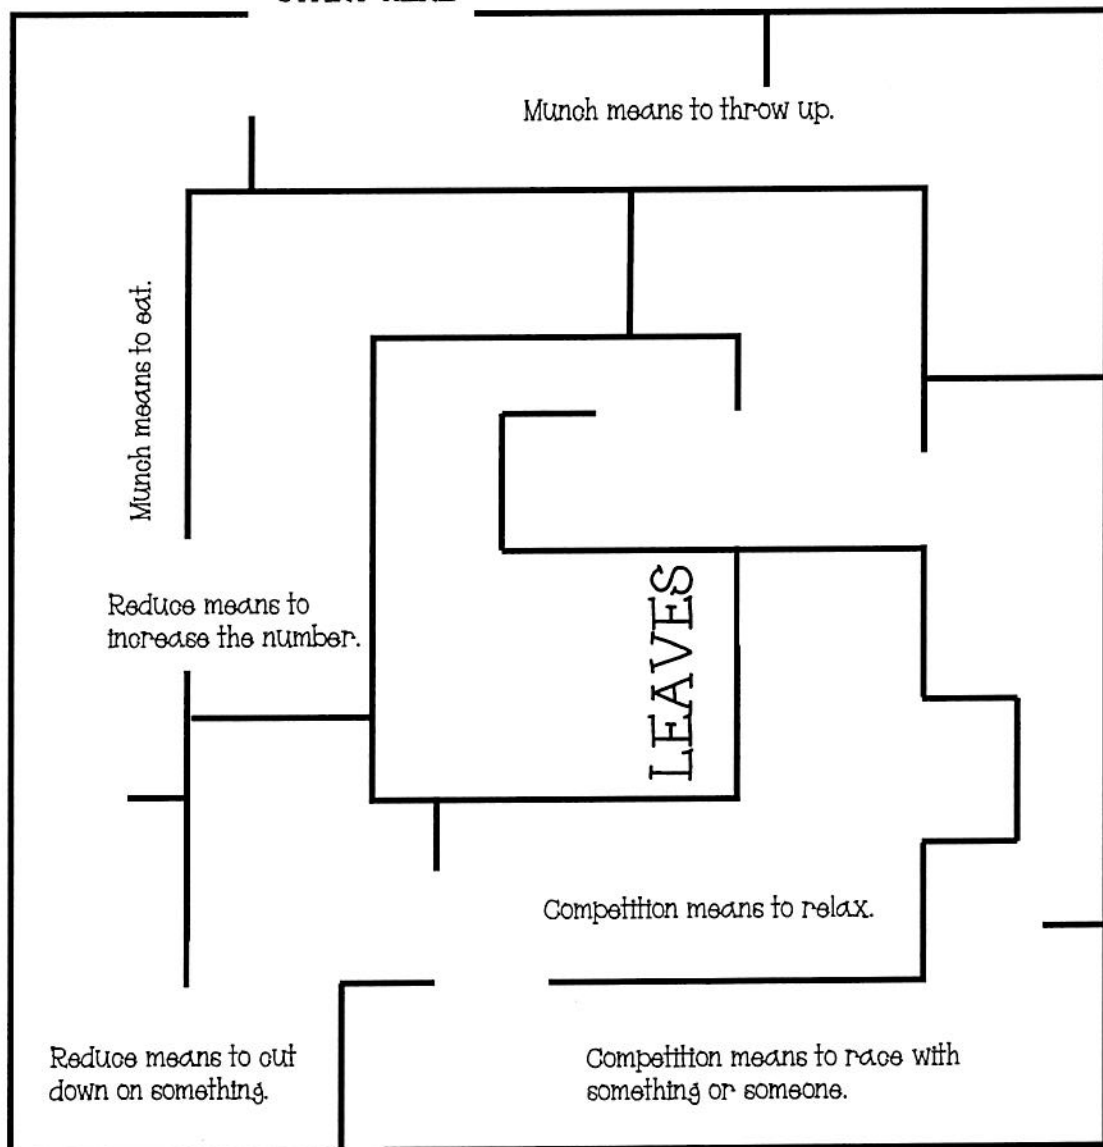 Munch means to throw up.
Munch means to eat.
Reduce means to
increase the number.
LEAVES
Competition means to relax.
Reduce means to cut
down on something.
Competition means to race with
something or someone.